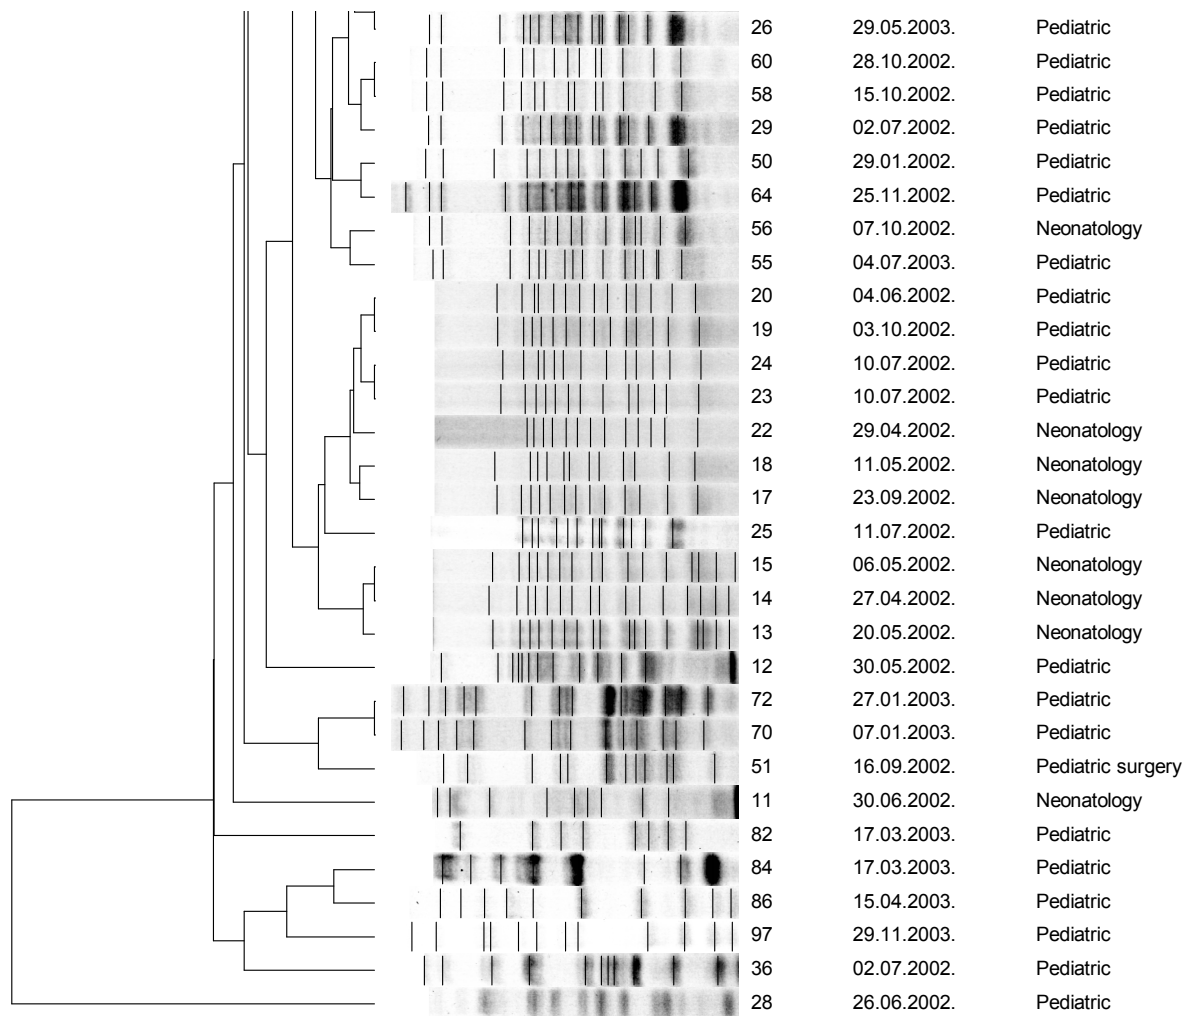 26 29.05.2003. Pediatric
60 28.10.2002. Pediatric
58 15.10.2002. Pediatric
29 02.07.2002. Pediatric
50 29.01.2002. Pediatric
64 25.11.2002. Pediatric
56 07.10.2002. Neonatology
55 04.07.2003. Pediatric
20 04.06.2002. Pediatric
19 03.10.2002. Pediatric
24 10.07.2002. Pediatric
23 10.07.2002. Pediatric
22 29.04.2002. Neonatology
18 11.05.2002. Neonatology
17 23.09.2002. Neonatology
25 11.07.2002. Pediatric
15 06.05.2002. Neonatology
14 27.04.2002. Neonatology
13 20.05.2002. Neonatology
12 30.05.2002. Pediatric
72 27.01.2003. Pediatric
70 07.01.2003. Pediatric
51 16.09.2002. Pediatric surgery
11 30.06.2002. Neonatology
82 17.03.2003. Pediatric
84 17.03.2003. Pediatric
86 15.04.2003. Pediatric
97 29.11.2003. Pediatric
36 02.07.2002. Pediatric
28 26.06.2002. Pediatric